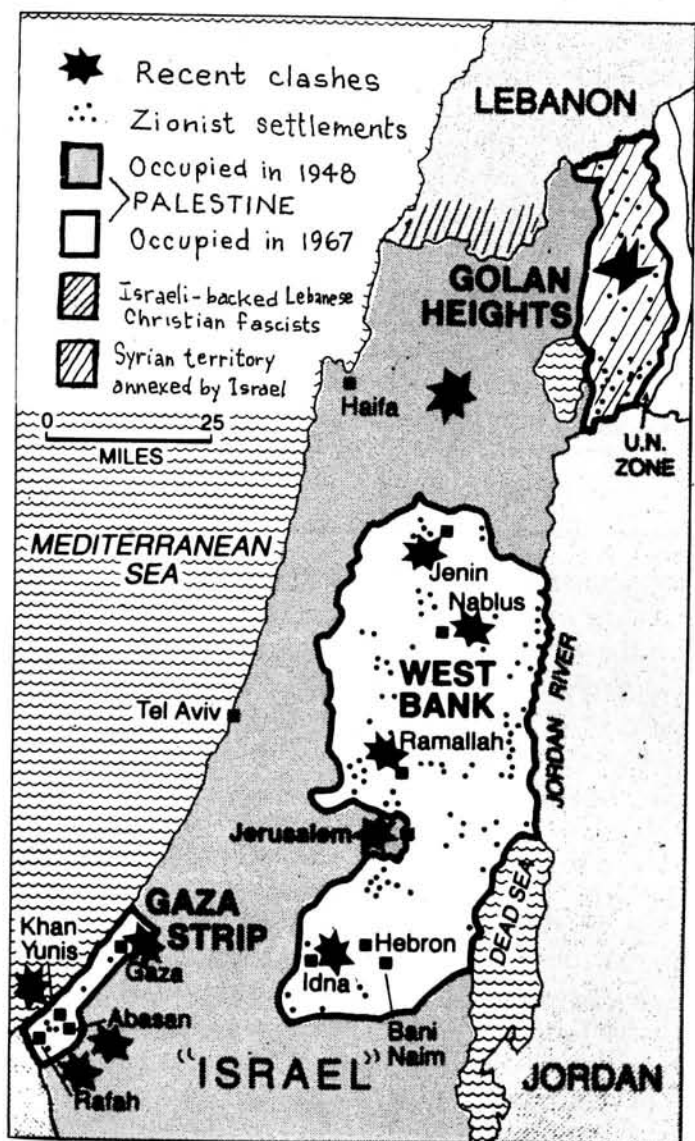 Recent clashes
Zionist settlements
Occupied in 1948
PALESTINE
Occupied in 1967
Israeli-backed Lebanese
Christian fascists
Syrian territory
annexed by Israel
0 25
MILES
LEBANON
GOLAN
HEIGHTS
Haifa
U.N.
ZONE
MEDITERRANEAN
SEA
Jenin
Nablus
WEST
BANK
JORDAN RIVER
Tel Aviv
Ramallah
Jerusalem
DEAD SEA
GAZA
STRIP
Khan
Yunis
Gaza
Hebron
Idna
Abasan
Bani
Naim
"ISRAEL"
Rafah
JORDAN